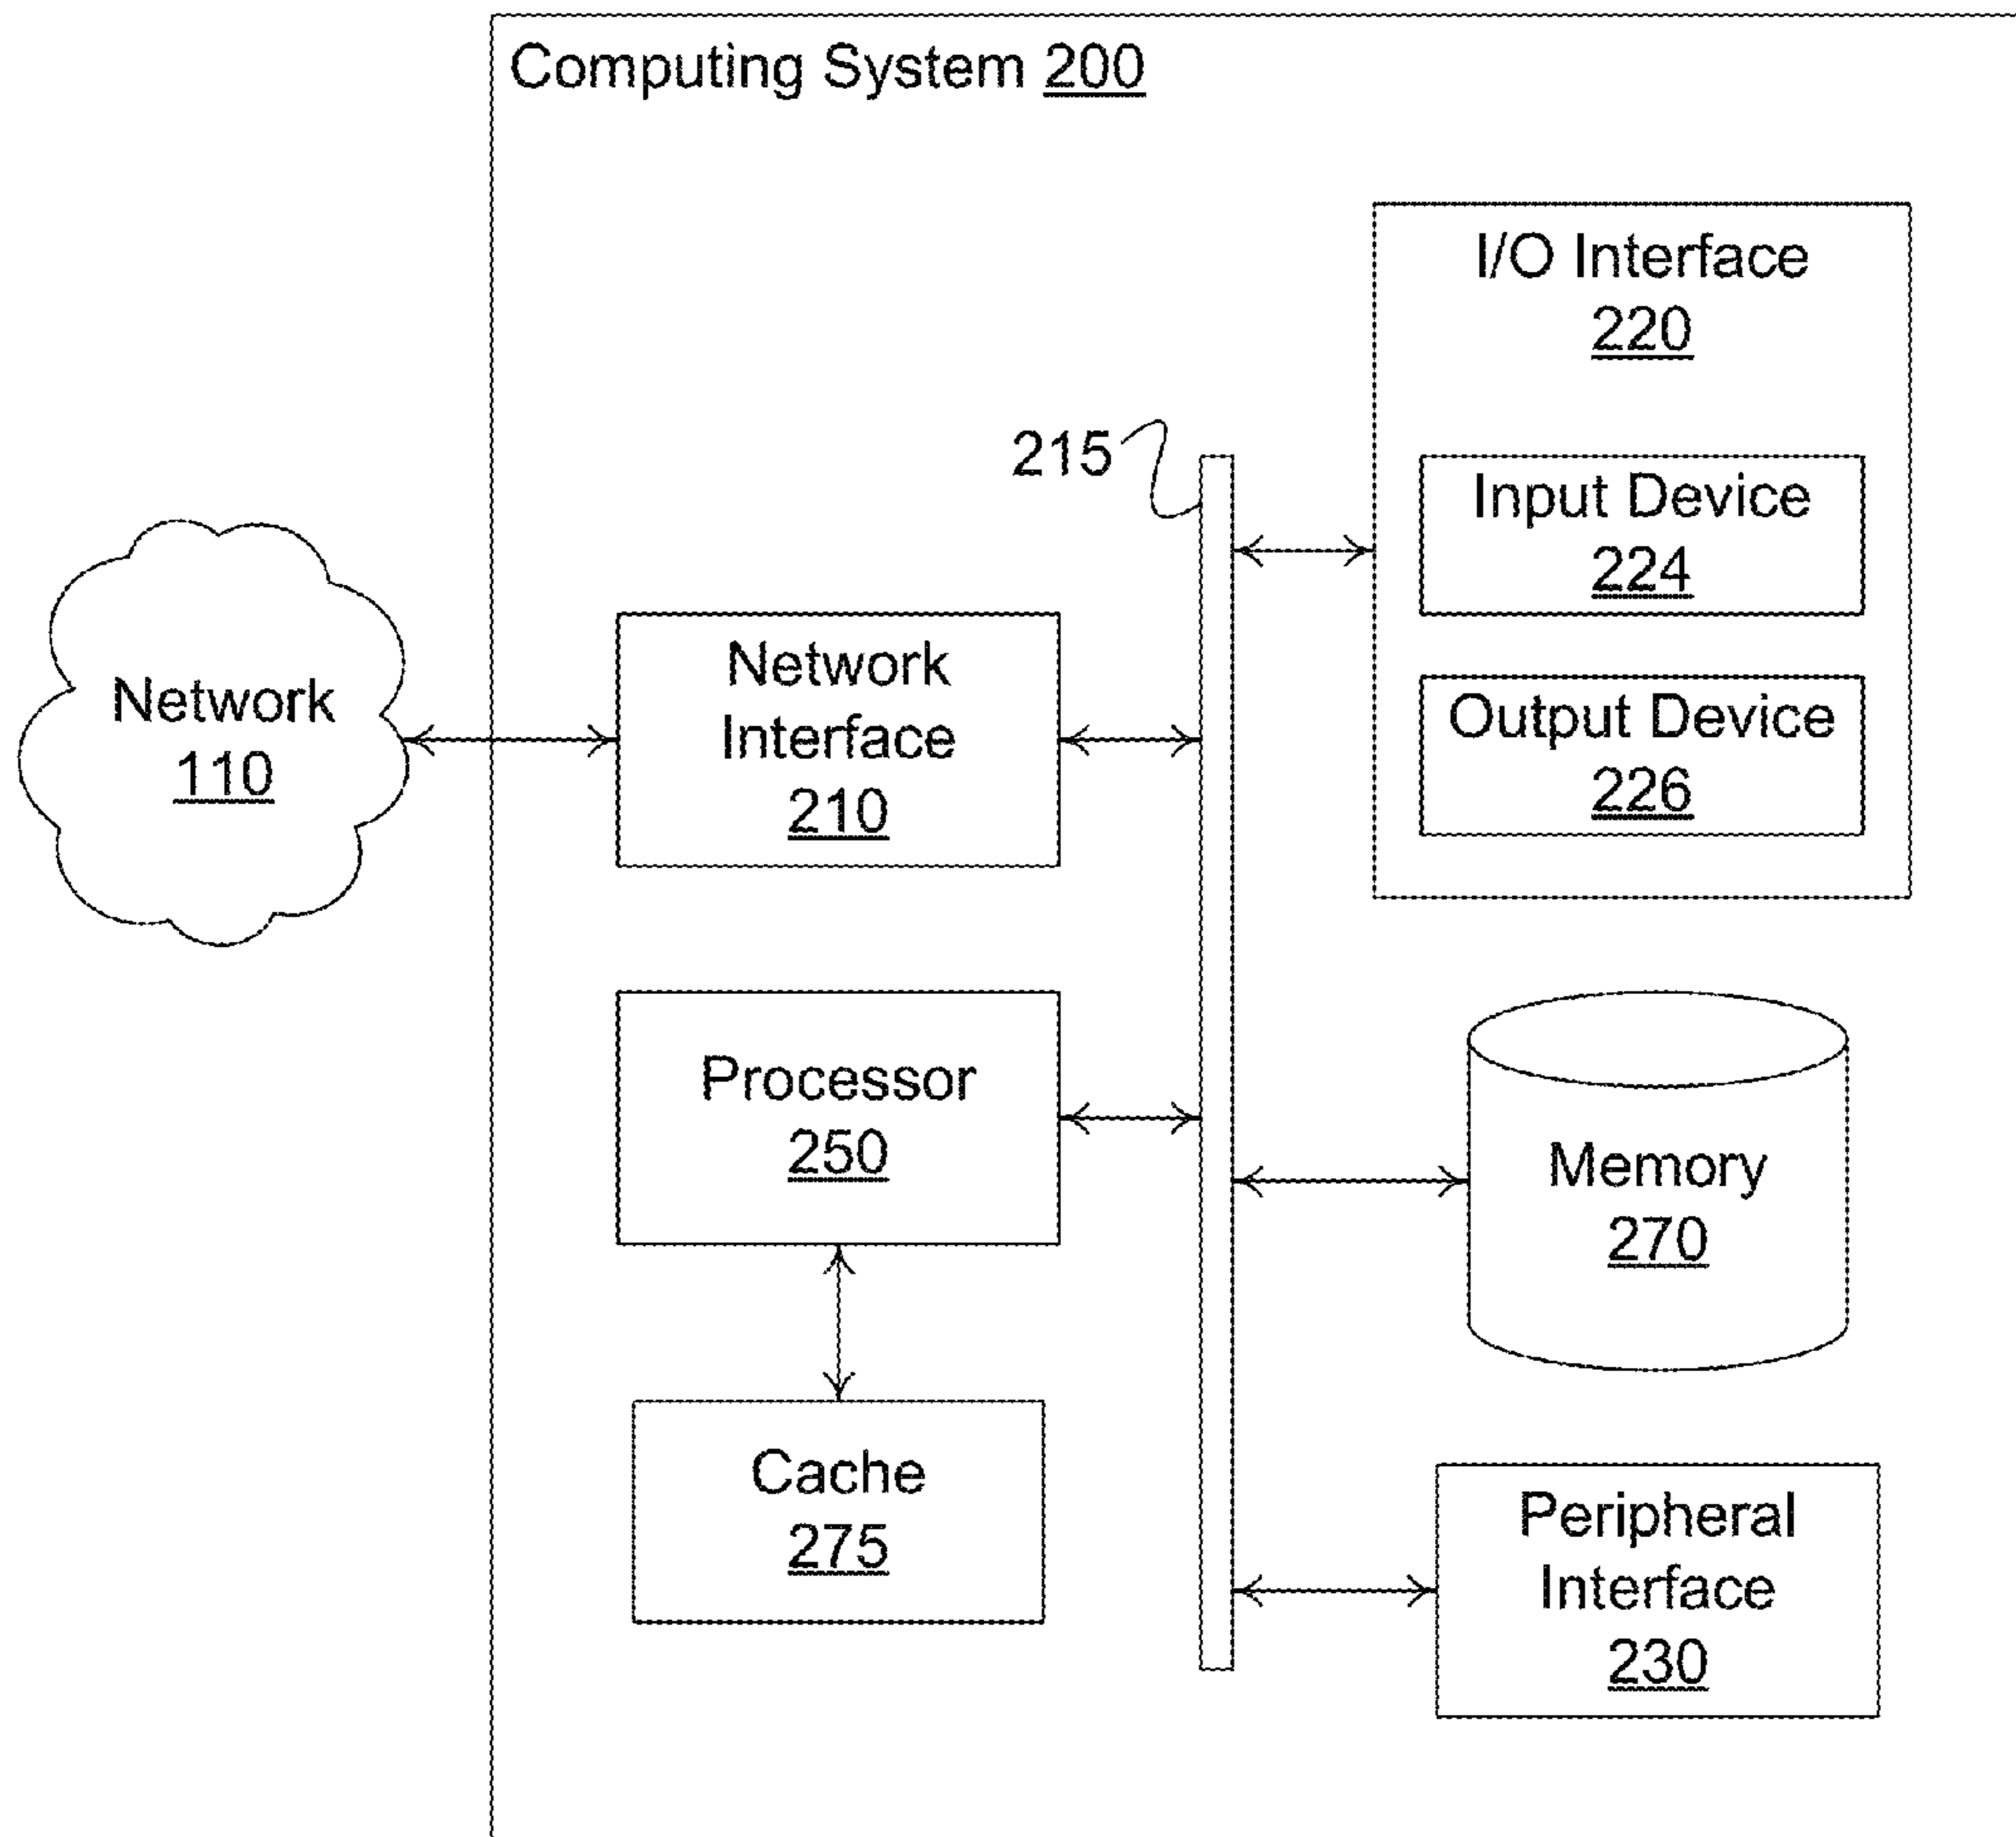 Computing System 200
I/O Interface
220
215
Input Device
224
Output Device
226
Network
110
Network
Interface
210
Processor
250
Memory
270
Cache
275
Peripheral
Interface
230